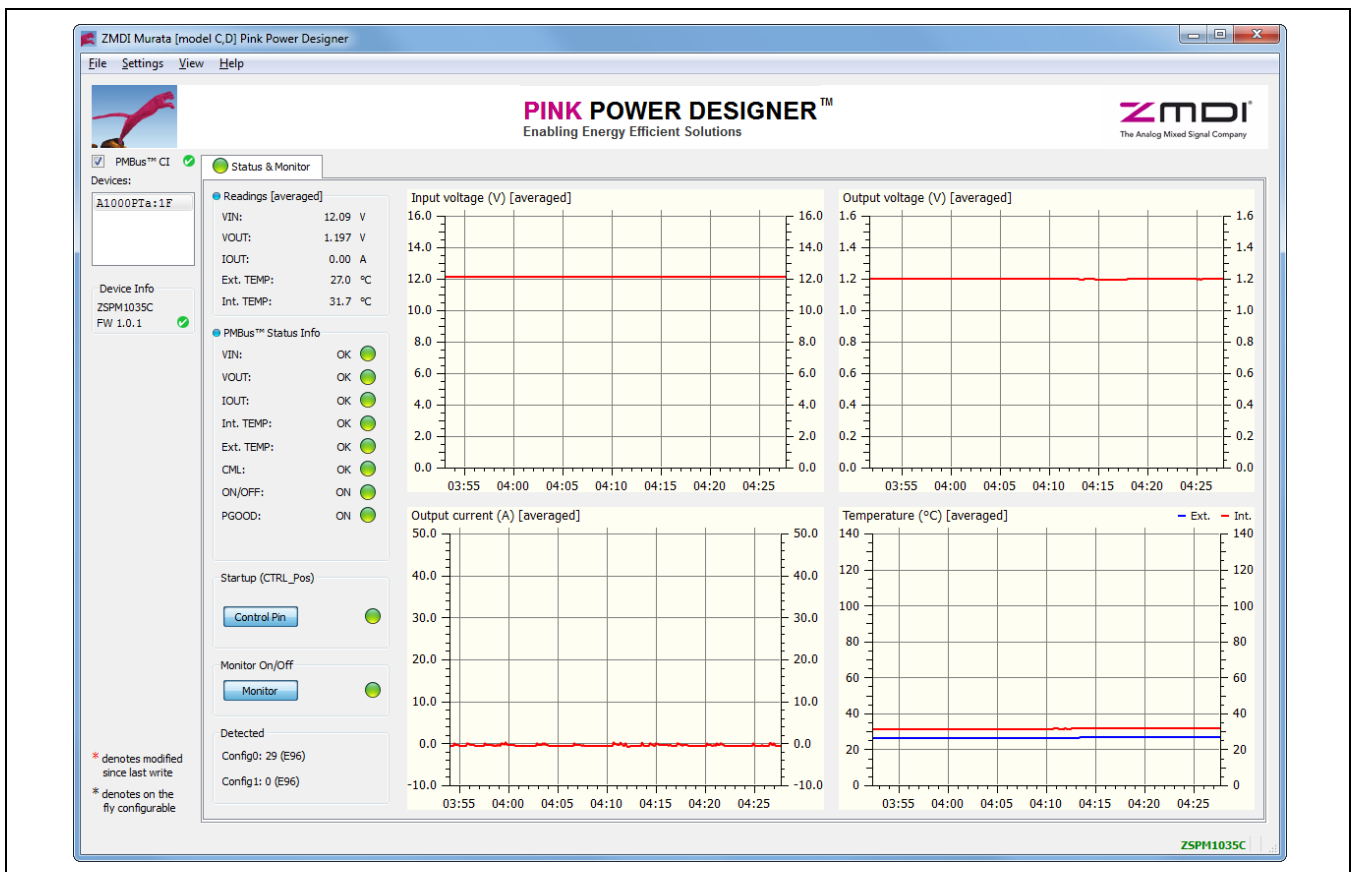 ZMDI Murata [model C,D] Pink Power Designer
File Settings View Help
PINK POWER DESIGNER™
Enabling Energy Efficient Solutions
ZMDI®
The Analog Mixed Signal Company
PMBus™ CI
Devices:
A1000PTa:1F
Device Info
ZSPM1035C
FW 1.0.1
* denotes modified
since last write
* denotes on the
fly configurable
Status & Monitor
Readings [averaged]
VIN: 12.09 V
VOUT: 1.197 V
IOUT: 0.00 A
Ext. TEMP: 27.0 ºC
Int. TEMP: 31.7 ºC
PMBus™ Status Info
VIN: OK
VOUT: OK
IOUT: OK
Int. TEMP: OK
Ext. TEMP: OK
CML: OK
ON/OFF: ON
PGOOD: ON
Startup (CTRL_Pos)
Control Pin
Monitor On/Off
Monitor
Detected
Config0: 29 (E96)
Config1: 0 (E96)
Input voltage (V) [averaged]
16.0 16.0
14.0 14.0
12.0 12.0
10.0 10.0
8.0 8.0
6.0 6.0
4.0 4.0
2.0 2.0
0.0 0.0
03:55 04:00 04:05 04:10 04:15 04:20 04:25
Output voltage (V) [averaged]
1.6 1.6
1.4 1.4
1.2 1.2
1.0 1.0
0.8 0.8
0.6 0.6
0.4 0.4
0.2 0.2
0.0 0.0
03:55 04:00 04:05 04:10 04:15 04:20 04:25
Output current (A) [averaged]
50.0 50.0
40.0 40.0
30.0 30.0
20.0 20.0
10.0 10.0
0.0 0.0
-10.0 -10.0
03:55 04:00 04:05 04:10 04:15 04:20 04:25
Temperature (ºC) [averaged] Ext. Int.
140 140
120 120
100 100
80 80
60 60
40 40
20 20
0 0
03:55 04:00 04:05 04:10 04:15 04:20 04:25
ZSPM1035C